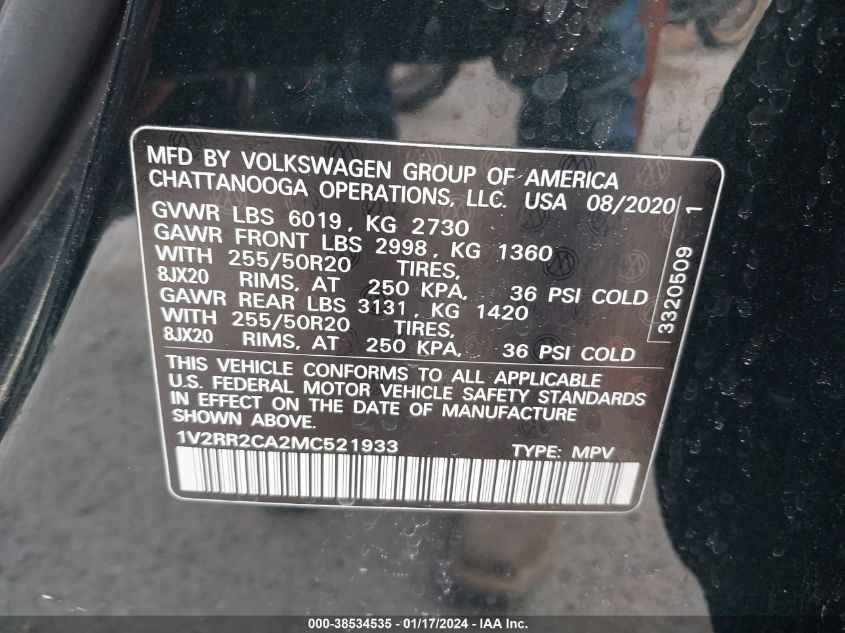 MFD BY VOLKSWAGEN GROUP OF AMERICA
CHATTANOOGA OPERATIONS, LLC. USA 08/2020
GVWR LBS 6019, KG 2730
GAWR FRONT LBS 2998, KG 1360
WITH 255/50R20 TIRES,
8JX20 RIMS, AT 250 KPA, 36 PSI COLD
GAWR REAR LBS 3131, KG 1420
WITH 255/50R20 TIRES,
8JX20 RIMS, AT 250 KPA, 36 PSI COLD
THIS VEHICLE CONFORMS TO ALL APPLICABLE
U.S. FEDERAL MOTOR VEHICLE SAFETY STANDARDS
IN EFFECT ON THE DATE OF MANUFACTURE
SHOWN ABOVE.
1V2RR2CA2MC521933 TYPE: MPV
3320509 1
000-38534535 - 01/17/2024 - IAA Inc.